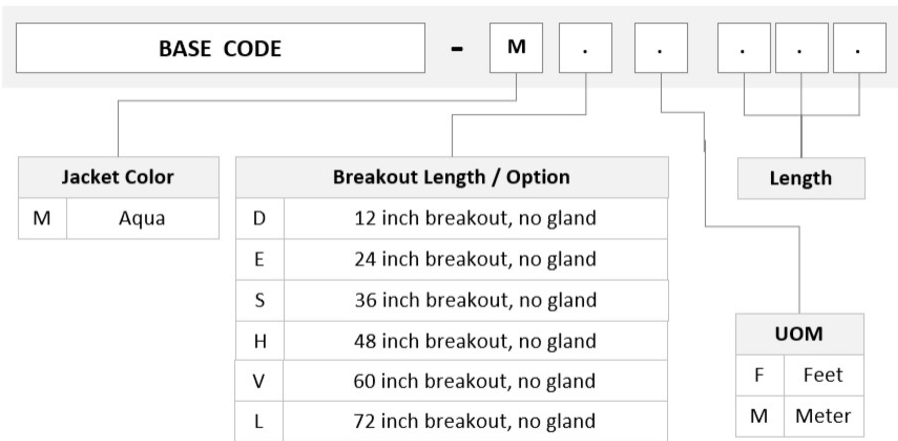 BASE CODE - M . . . . .
Jacket Color
M Aqua
Breakout Length / Option
D 12 inch breakout, no gland
E 24 inch breakout, no gland
S 36 inch breakout, no gland
H 48 inch breakout, no gland
V 60 inch breakout, no gland
L 72 inch breakout, no gland
Length
UOM
F Feet
M Meter